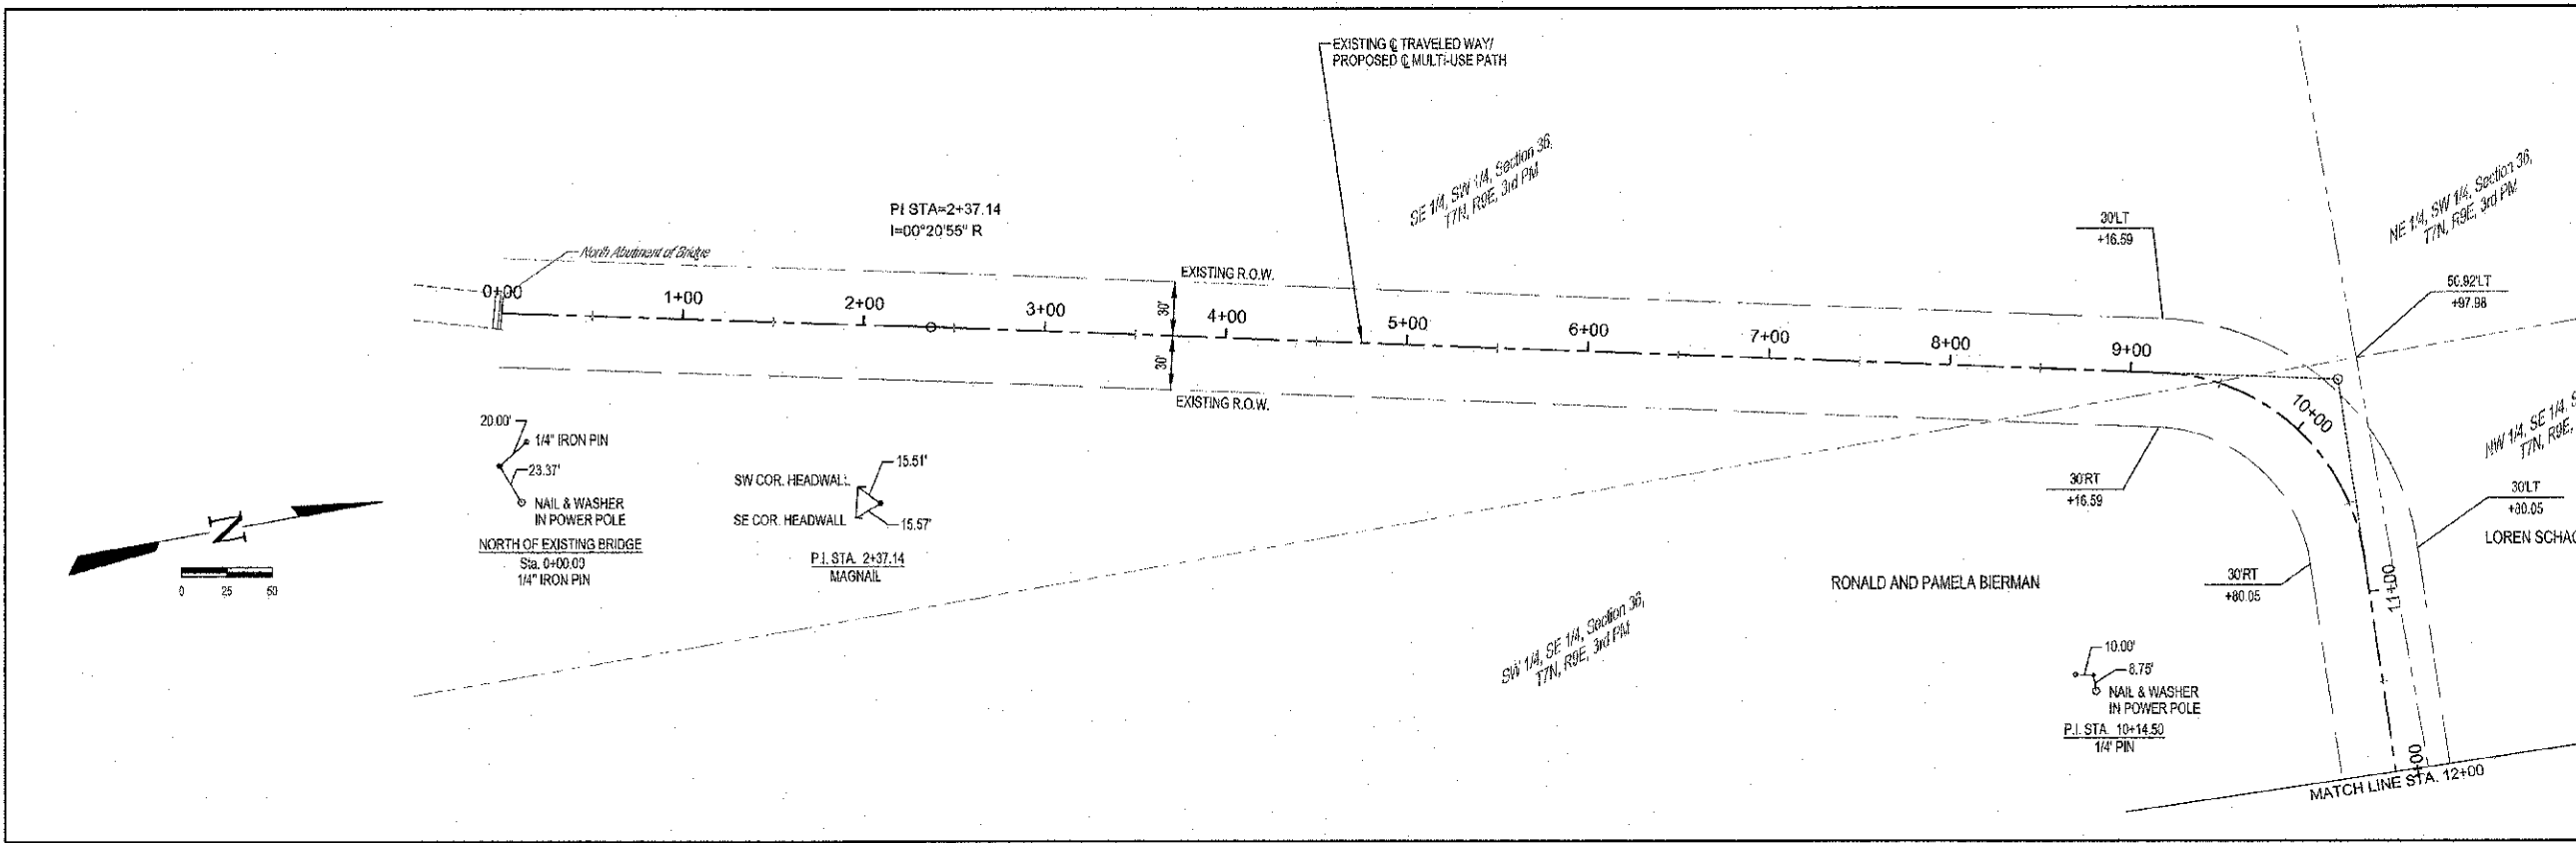 EXISTING ℄ TRAVELED WAY/
PROPOSED ℄ MULTI-USE PATH
SE 1/4, SW 1/4, Section 36,
T7N, R9E, 3rd PM
NE 1/4, SW 1/4, Section 36,
T7N, R9E, 3rd PM
PI STA=2+37.14
I=00°20'55" R
30'LT
+16.59
North Abutment of Bridge
EXISTING R.O.W.
50.92'LT
+97.98
0+00
1+00
2+00
3+00
30'
4+00
5+00
6+00
7+00
8+00
9+00
10+00
30'
EXISTING R.O.W.
20.00'
1/4" IRON PIN
23.37'
NAIL & WASHER
IN POWER POLE
NORTH OF EXISTING BRIDGE
Sta. 0+00.00
1/4" IRON PIN
SW COR. HEADWALL
15.51'
SE COR. HEADWALL
15.57'
P.I. STA. 2+37.14
MAGNAIL
NW 1/4, SE 1/4, S
T7N, R9E,
30'RT
+16.59
30'LT
+80.05
LOREN SCHAC
N
0 25 50
RONALD AND PAMELA BIERMAN
30'RT
+80.05
11+00
SW 1/4, SE 1/4, Section 36,
T7N, R9E, 3rd PM
10.00'
8.75'
NAIL & WASHER
IN POWER POLE
P.I. STA. 10+14.50
1/4" PIN
+00
MATCH LINE STA. 12+00